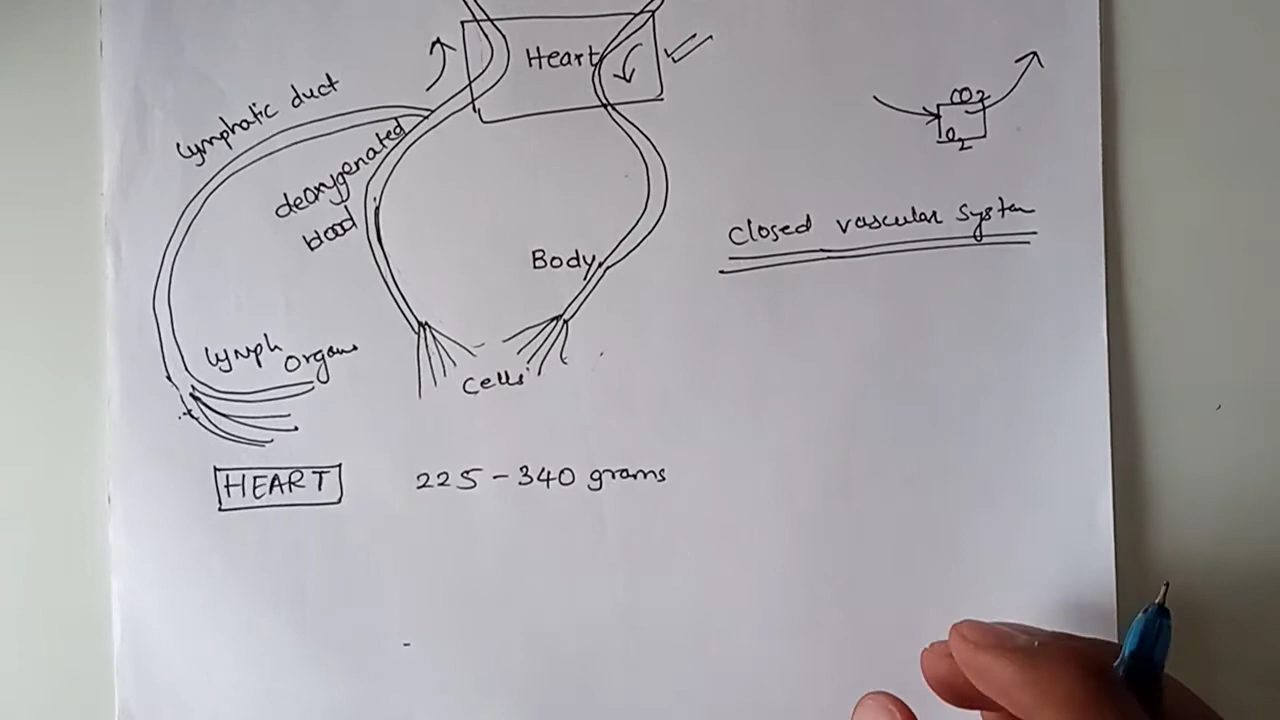 Heart
CO2
O2
lymphatic duct
deoxygenated
blood
closed vascular system
Body
lymph organs
cells
HEART 225-340 grams